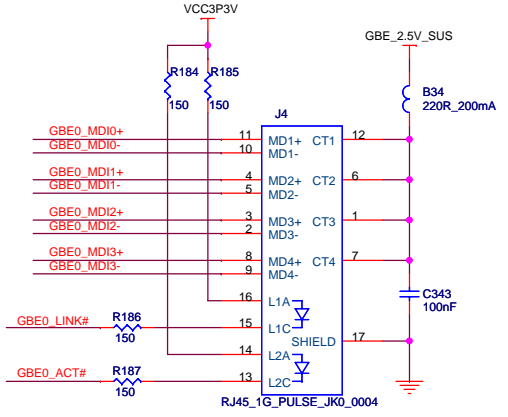 VCC3P3V
GBE_2.5V_SUS
R184
R185
150
150
B34
220R_200mA
J4
GBE0_MDI0+
11
MD1+
CT1
12
GBE0_MDI0-
10
MD1-
GBE0_MDI1+
4
MD2+
CT2
6
GBE0_MDI1-
5
MD2-
GBE0_MDI2+
3
MD3+
CT3
1
GBE0_MDI2-
2
MD3-
GBE0_MDI3+
8
MD4+
CT4
7
GBE0_MDI3-
9
MD4-
C343
100nF
16
L1A
GBE0_LINK#
R186
150
15
L1C
SHIELD
17
14
L2A
GBE0_ACT#
R187
150
13
L2C
RJ45_1G_PULSE_JK0_0004